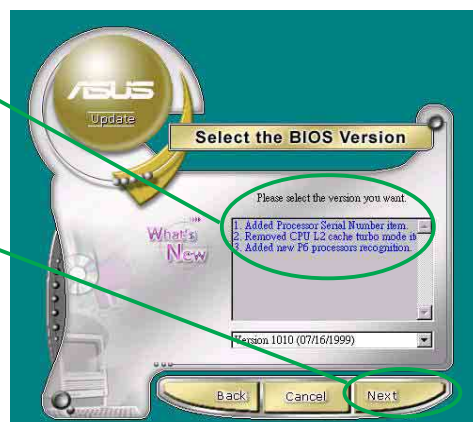 ASUS
Update
Select the BIOS Version
Please select the version you want.
What's
New
1. Added Processor Serial Number item.
2. Removed CPU L2 cache turbo mode it
3. Added new P6 processors recognition.
Version 1010 (07/16/1999)
Back
Cancel
Next